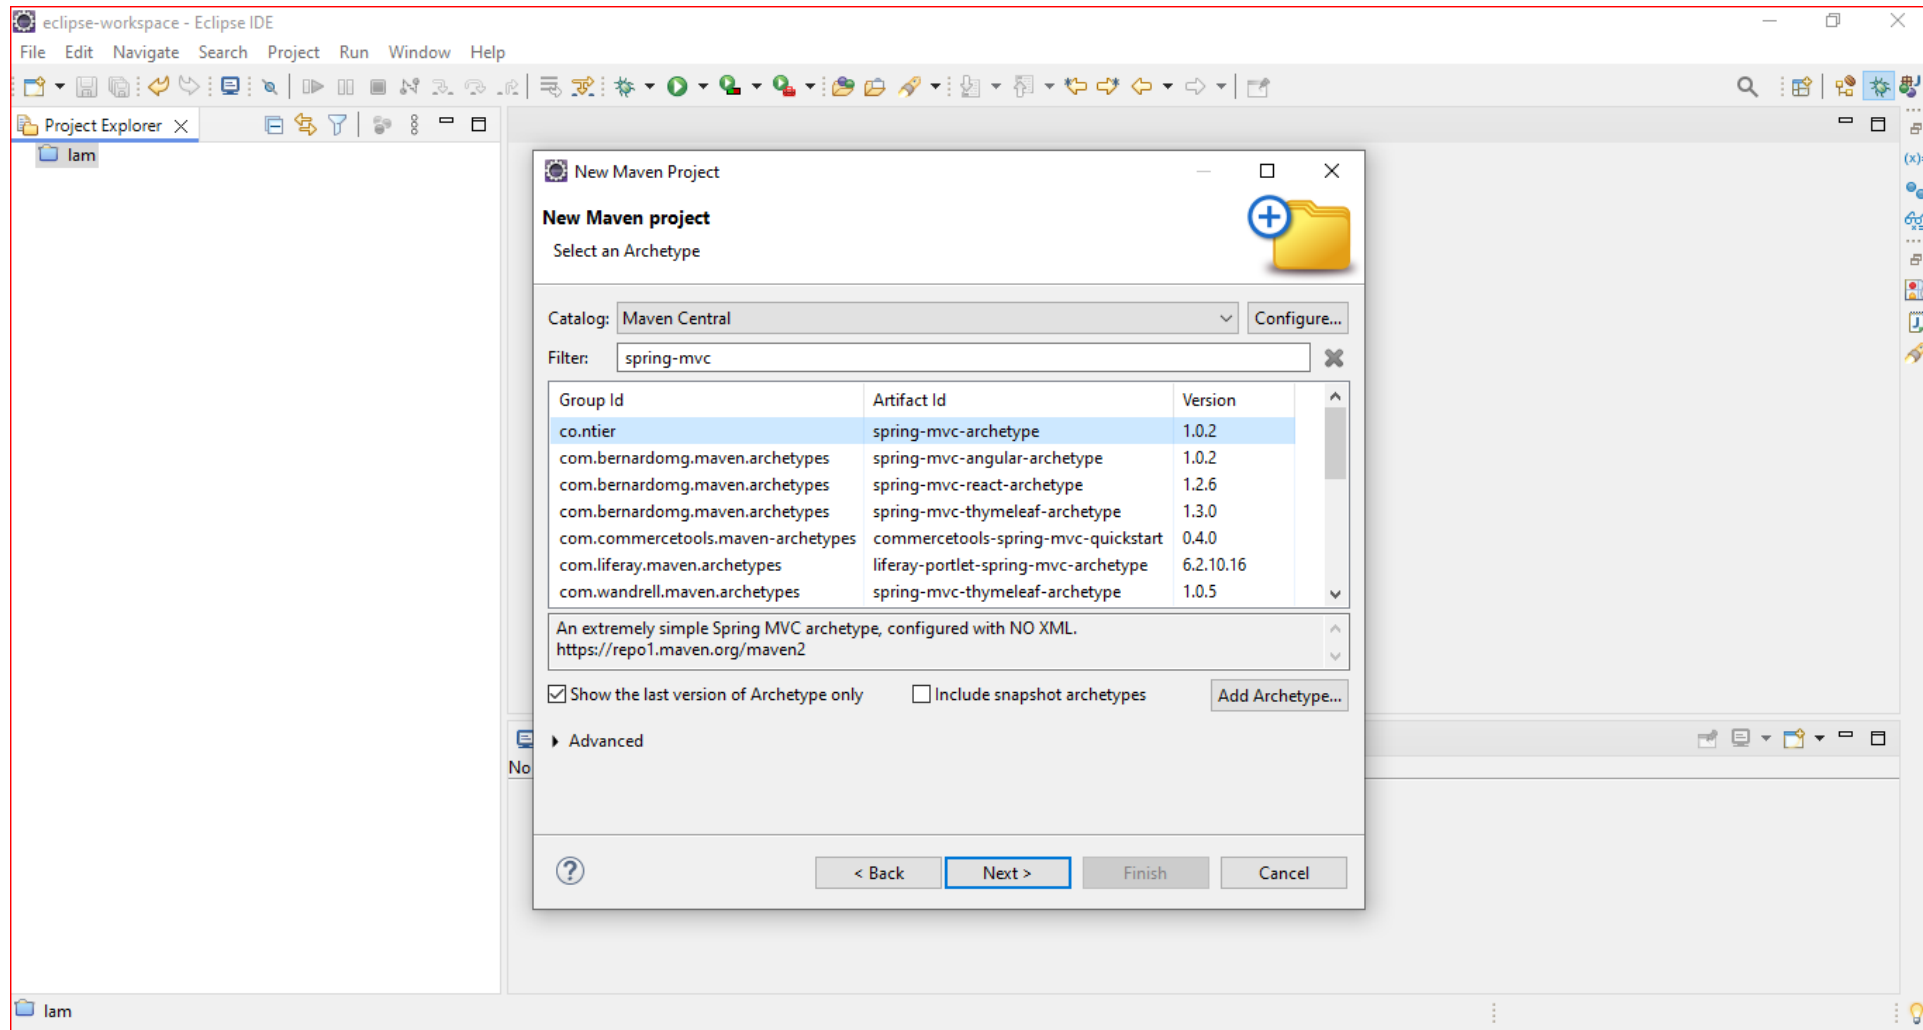 eclipse-workspace - Eclipse IDE
File Edit Navigate Search Project Run Window Help
Project Explorer
lam
New Maven Project
New Maven project
Select an Archetype
Catalog: Maven Central Configure...
Filter: spring-mvc
Group Id Artifact Id Version
co.ntier spring-mvc-archetype 1.0.2
com.bernardomg.maven.archetypes spring-mvc-angular-archetype 1.0.2
com.bernardomg.maven.archetypes spring-mvc-react-archetype 1.2.6
com.bernardomg.maven.archetypes spring-mvc-thymeleaf-archetype 1.3.0
com.commercetools.maven-archetypes commercetools-spring-mvc-quickstart 0.4.0
com.liferay.maven.archetypes liferay-portlet-spring-mvc-archetype 6.2.10.16
com.wandrell.maven.archetypes spring-mvc-thymeleaf-archetype 1.0.5
An extremely simple Spring MVC archetype, configured with NO XML.
https://repo1.maven.org/maven2
Show the last version of Archetype only Include snapshot archetypes Add Archetype...
Advanced
No
< Back Next > Finish Cancel
lam